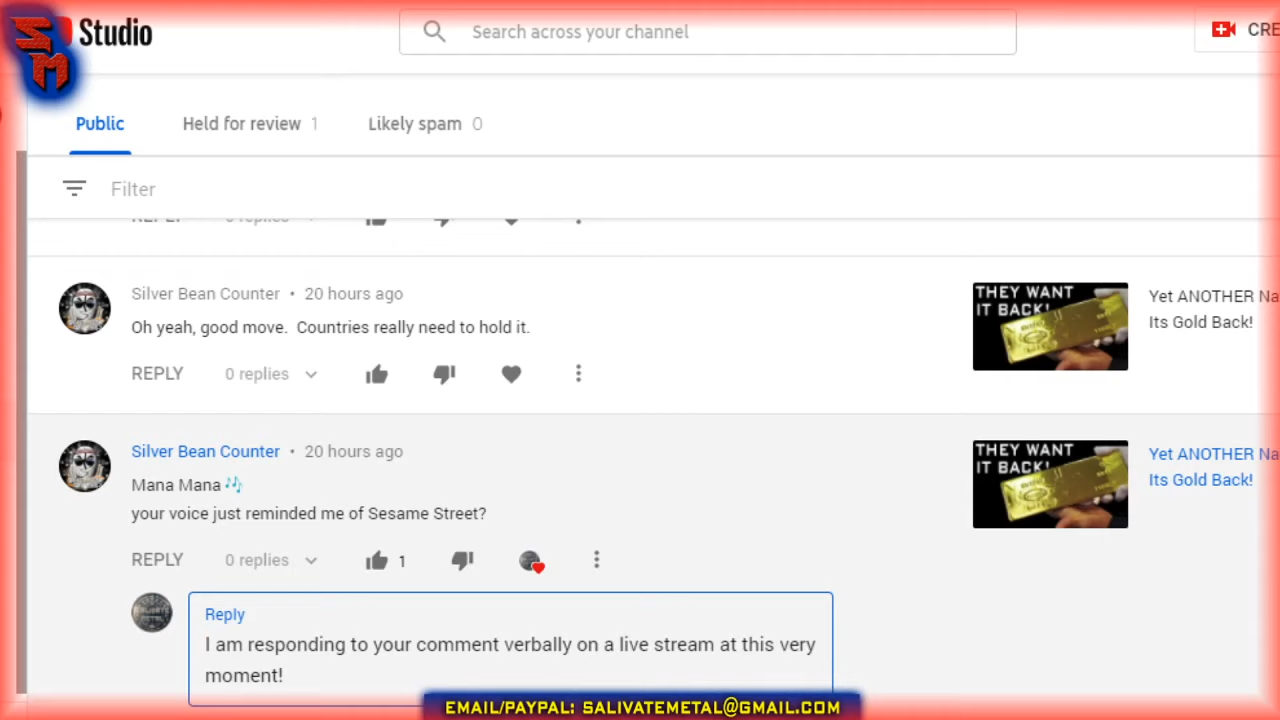 SM
Studio
Search across your channel
CRE
Public
Held for review 1
Likely spam 0
Filter
REPLY 0 replies
Silver Bean Counter • 20 hours ago
Oh yeah, good move. Countries really need to hold it.
REPLY 0 replies
THEY WANT
IT BACK!
Yet ANOTHER Na
Its Gold Back!
Silver Bean Counter • 20 hours ago
Mana Mana 🎶
your voice just reminded me of Sesame Street?
REPLY 0 replies 1
THEY WANT
IT BACK!
Yet ANOTHER Na
Its Gold Back!
Reply
I am responding to your comment verbally on a live stream at this very
moment!
EMAIL/PAYPAL: SALIVATEMETAL@GMAIL.COM